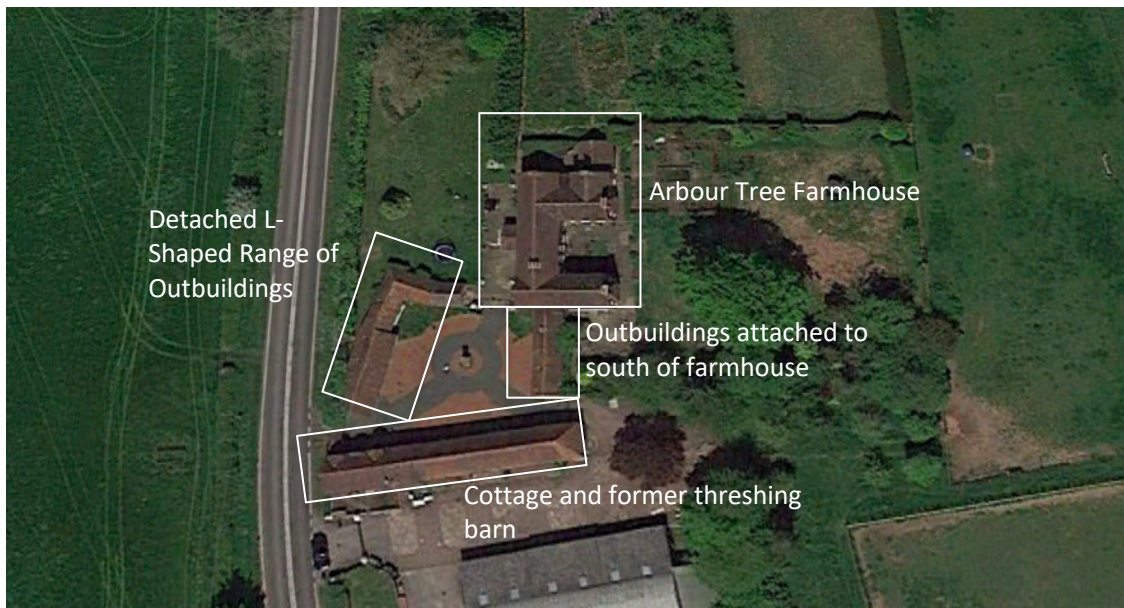 Arbour Tree Farmhouse
Detached L-
Shaped Range of
Outbuildings
Outbuildings attached to
south of farmhouse
Cottage and former threshing
barn